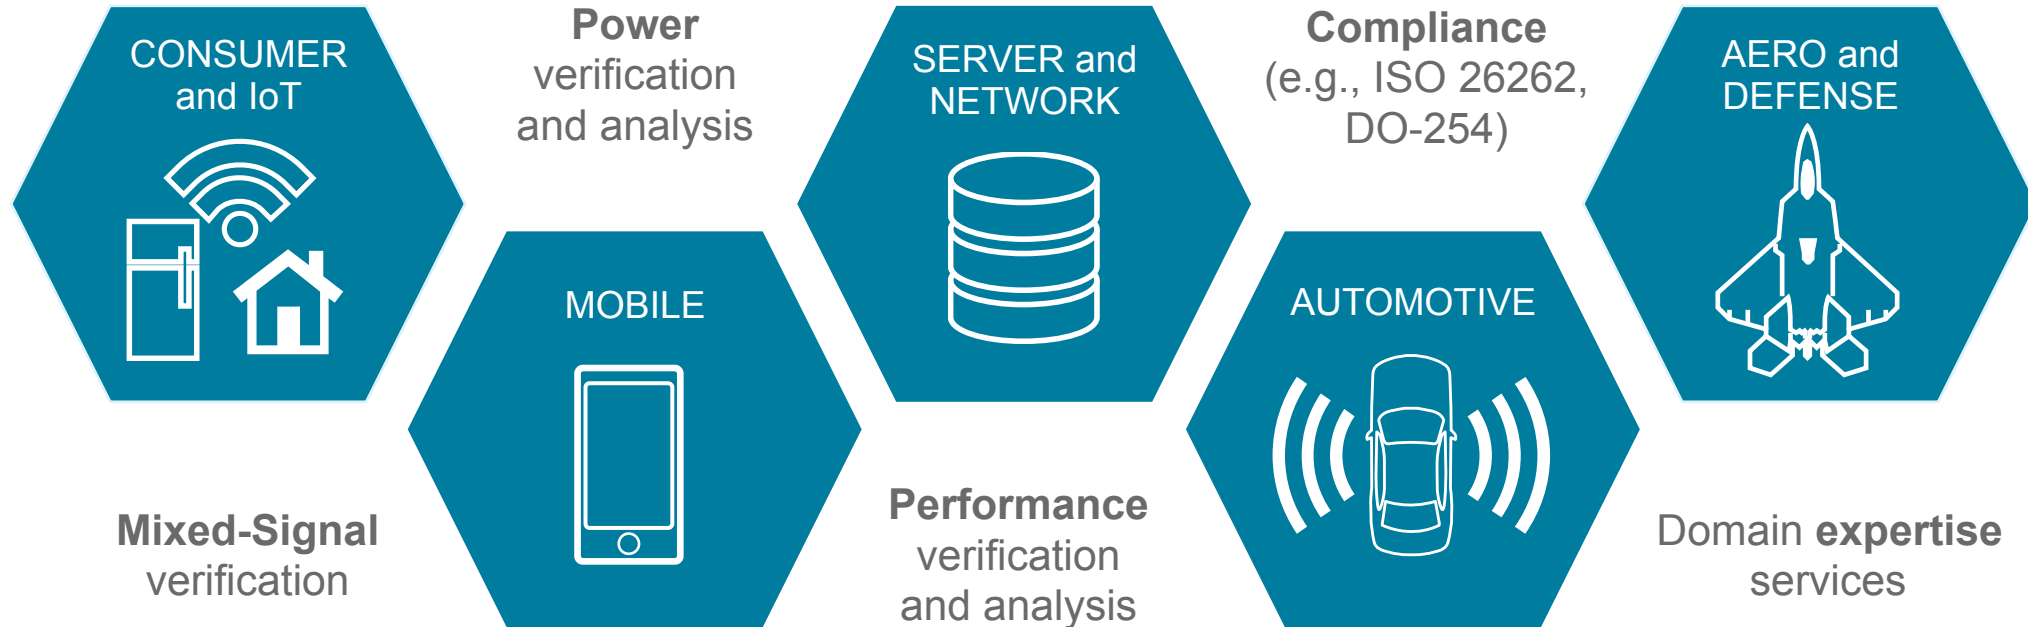 CONSUMER
and IoT
Power
verification
and analysis
SERVER and
NETWORK
Compliance
(e.g., ISO 26262,
DO-254)
AERO and
DEFENSE
MOBILE
AUTOMOTIVE
Mixed-Signal
verification
Performance
verification
and analysis
Domain expertise
services